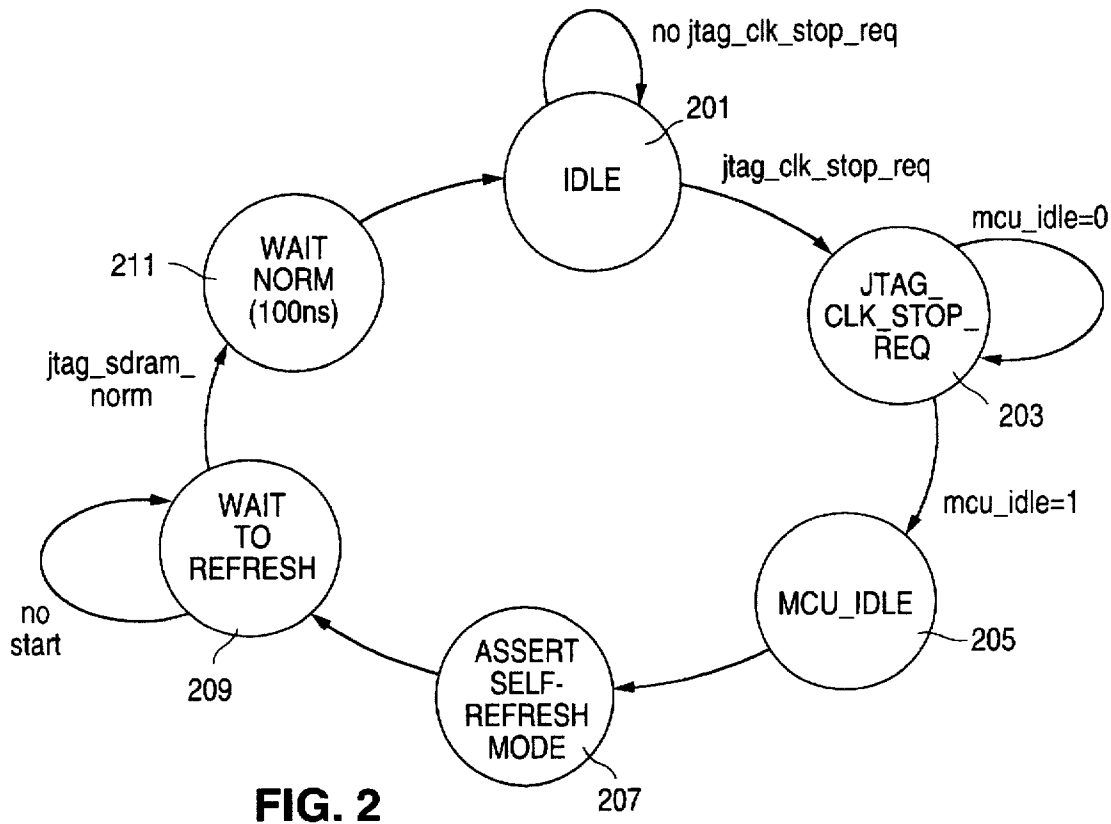 no jtag_clk_stop_req
201
IDLE
jtag_clk_stop_req
mcu_idle=0
WAIT
NORM
(100ns)
211
JTAG_
CLK_STOP_
REQ
203
jtag_sdram_
norm
mcu_idle=1
WAIT
TO
REFRESH
no
start
209
MCU_IDLE
205
ASSERT
SELF-
REFRESH
MODE
207
FIG. 2